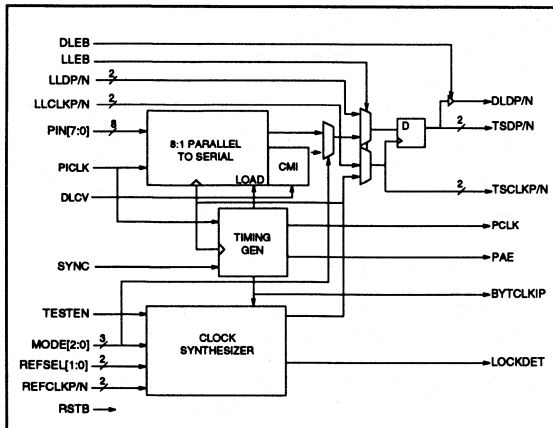 DLEB
LLEB
LLDP/N 2
LLCLKP/N 2
PIN[7:0] 8
PICLK
DLCV
SYNC
TESTEN
MODE[2:0] 3
REFSEL[1:0] 2
REFCLKP/N 2
RSTB
8:1 PARALLEL
TO SERIAL
LOAD
CMI
TIMING
GEN
CLOCK
SYNTHESIZER
D
DLDP/N
2 TSDP/N
2 TSCLKP/N
PCLK
PAE
BYTCLKIP
LOCKDET